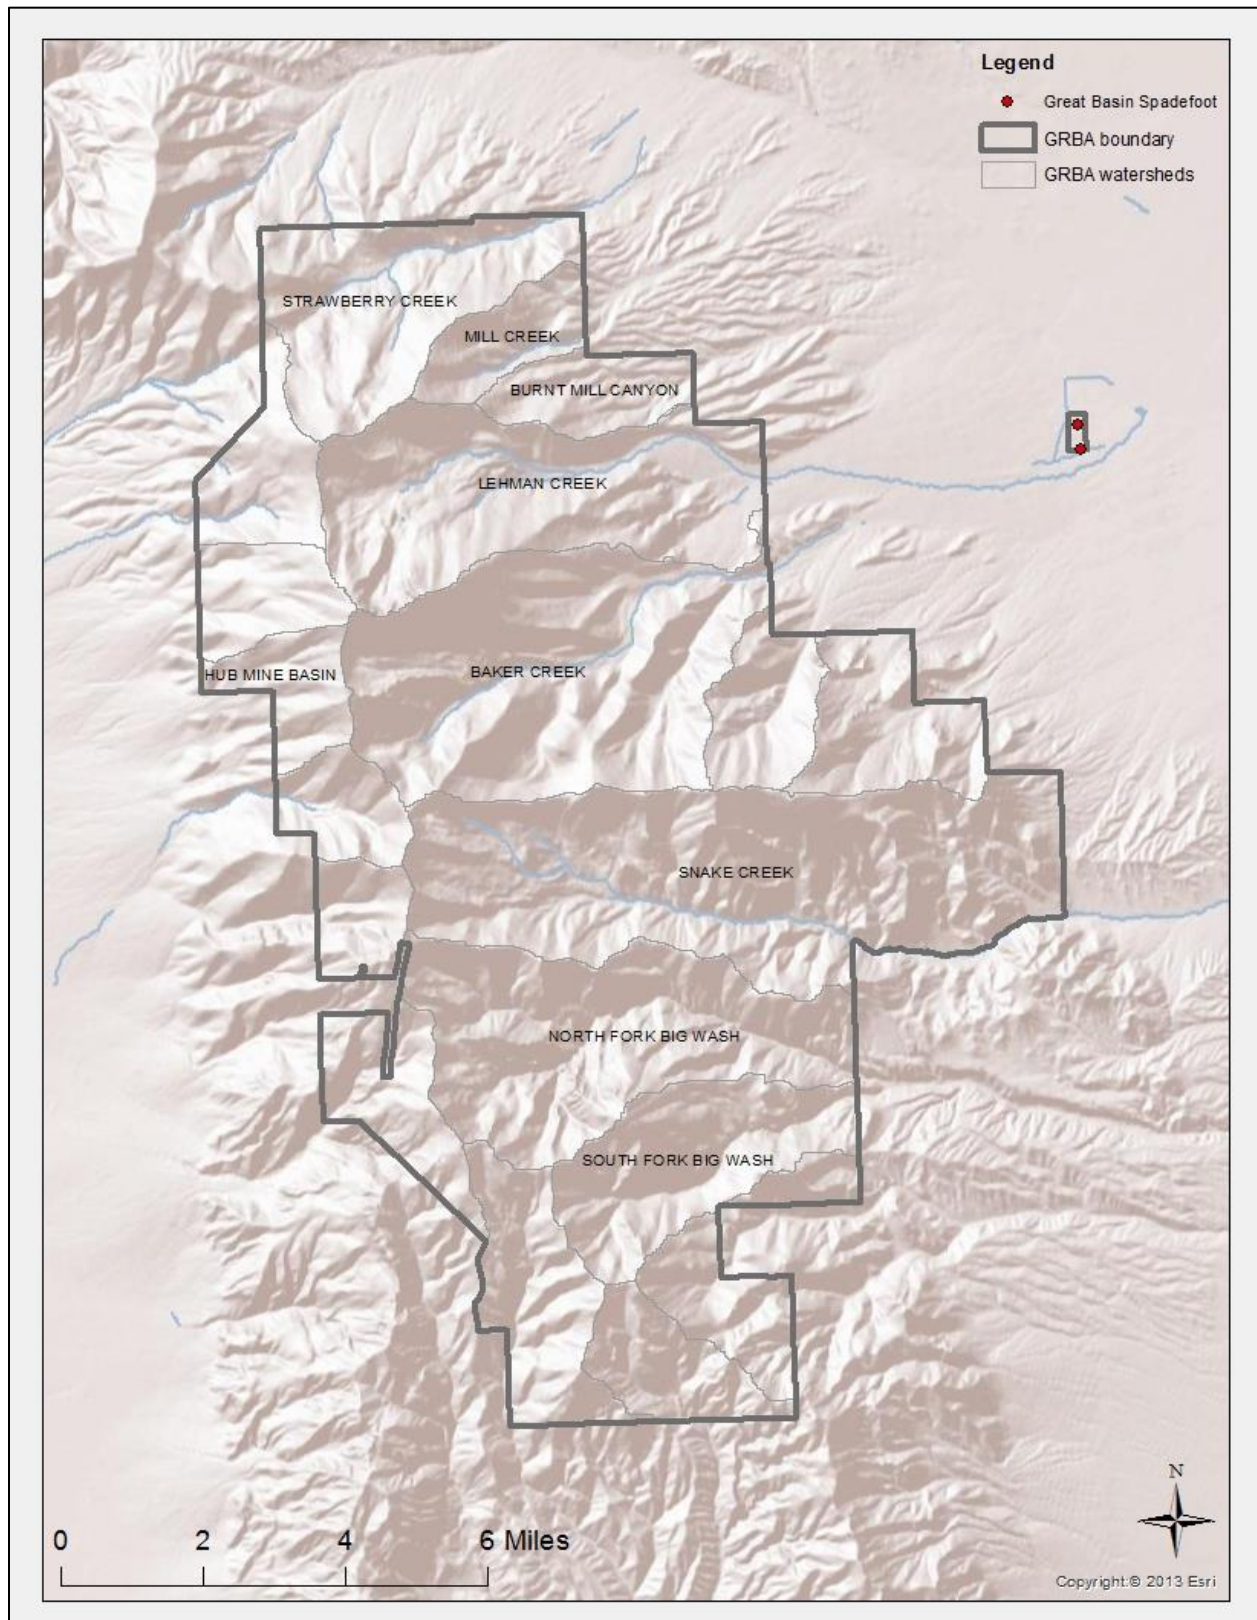 Legend
Great Basin Spadefoot
GRBA boundary
GRBA watersheds
STRAWBERRY CREEK
MILL CREEK
BURNT MILL CANYON
LEHMAN CREEK
HUB MINE BASIN
BAKER CREEK
SNAKE CREEK
NORTH FORK BIG WASH
SOUTH FORK BIG WASH
N
0 2 4 6 Miles
Copyright:© 2013 Esri